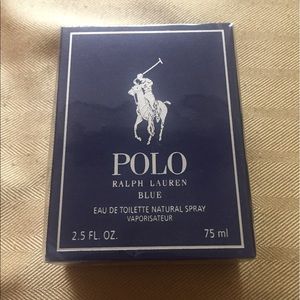 POLO
RALPH LAUREN
BLUE
EAU DE TOILETTE NATURAL SPRAY
VAPORISATEUR
2.5 FL. OZ. 75 ml